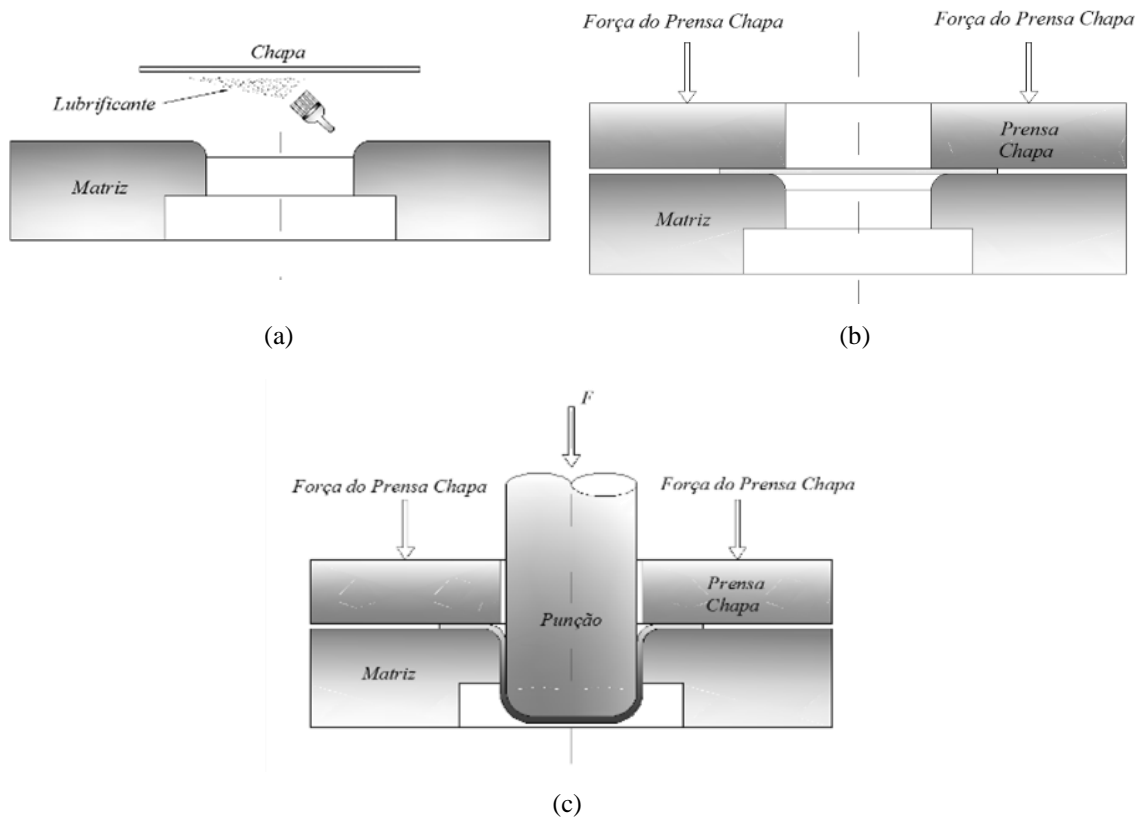 Chapa
Lubrificante
Matriz
(a)
Força do Prensa Chapa
Força do Prensa Chapa
Prensa
Chapa
Matriz
(b)
F
Força do Prensa Chapa
Força do Prensa Chapa
Prensa
Chapa
Punção
Matriz
(c)